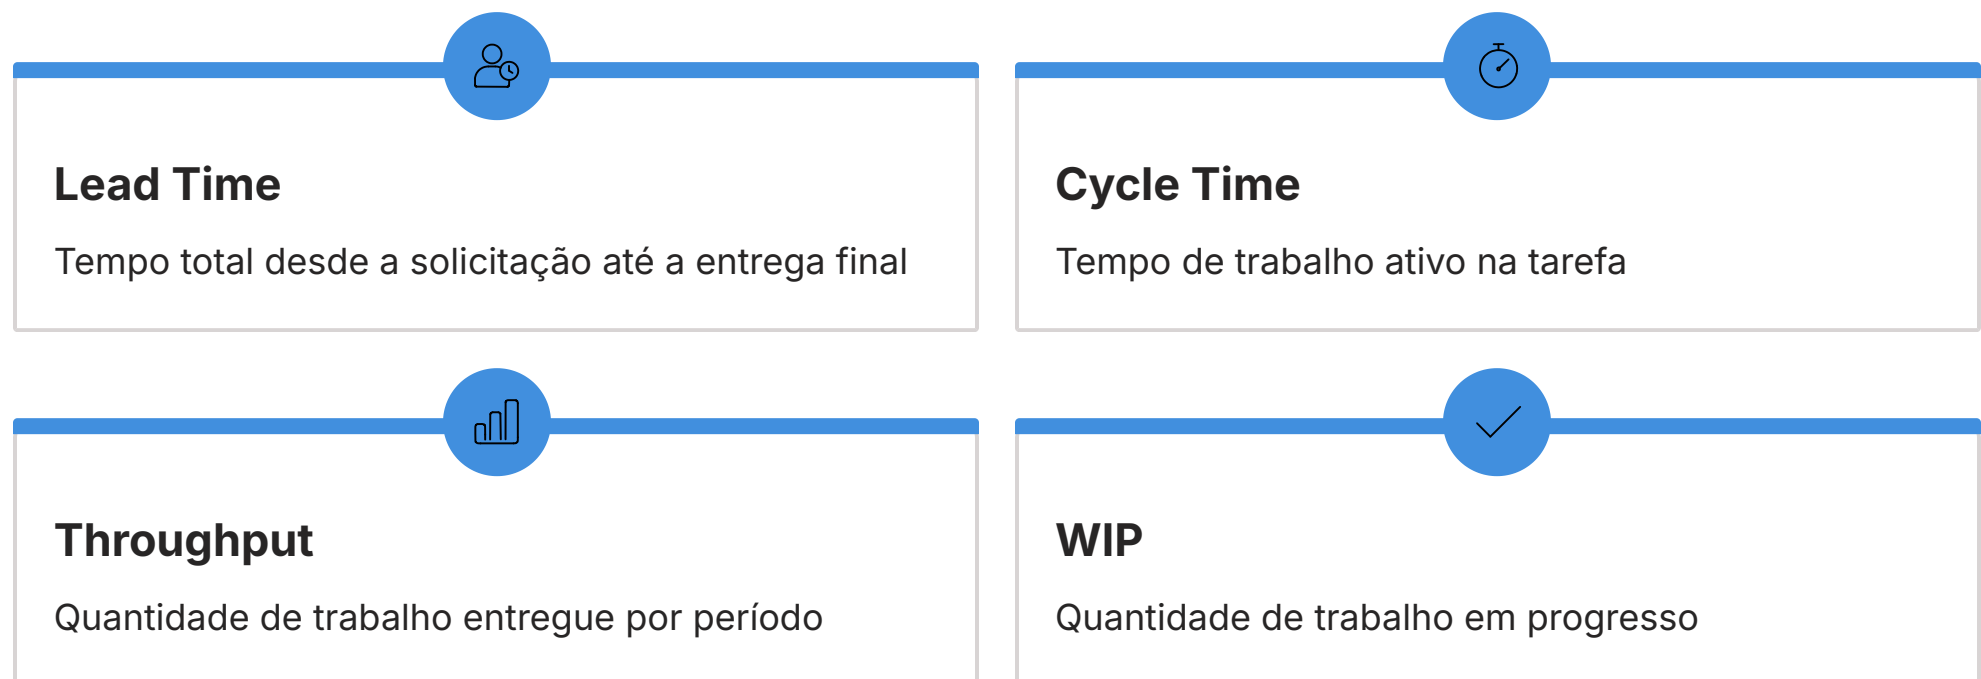 Lead Time
Tempo total desde a solicitação até a entrega final
Cycle Time
Tempo de trabalho ativo na tarefa
Throughput
Quantidade de trabalho entregue por período
WIP
Quantidade de trabalho em progresso